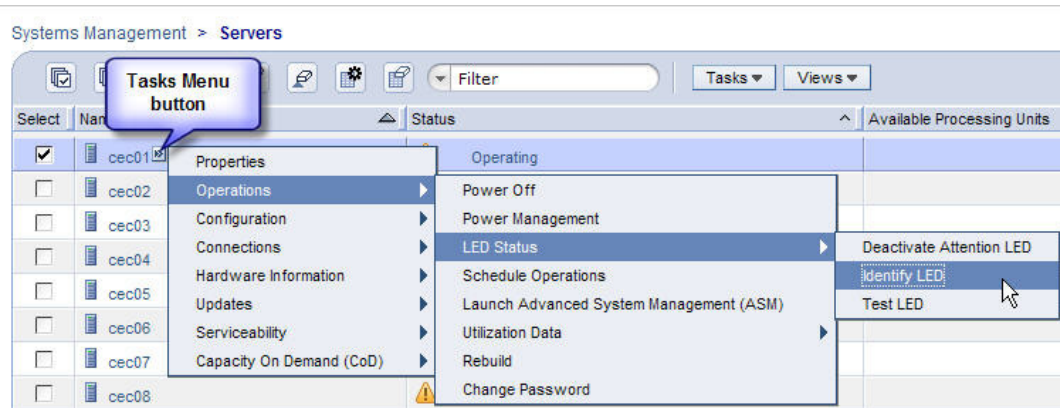 Systems Management > Servers
Tasks Menu
button
Filter
Tasks
Views
Select
Status
Available Processing Units
cec01
Operating
cec02
cec03
cec04
cec05
cec06
cec07
cec08
Properties
Operations
Configuration
Connections
Hardware Information
Updates
Serviceability
Capacity On Demand (CoD)
Power Off
Power Management
LED Status
Schedule Operations
Launch Advanced System Management (ASM)
Utilization Data
Rebuild
Change Password
Deactivate Attention LED
Identify LED
Test LED